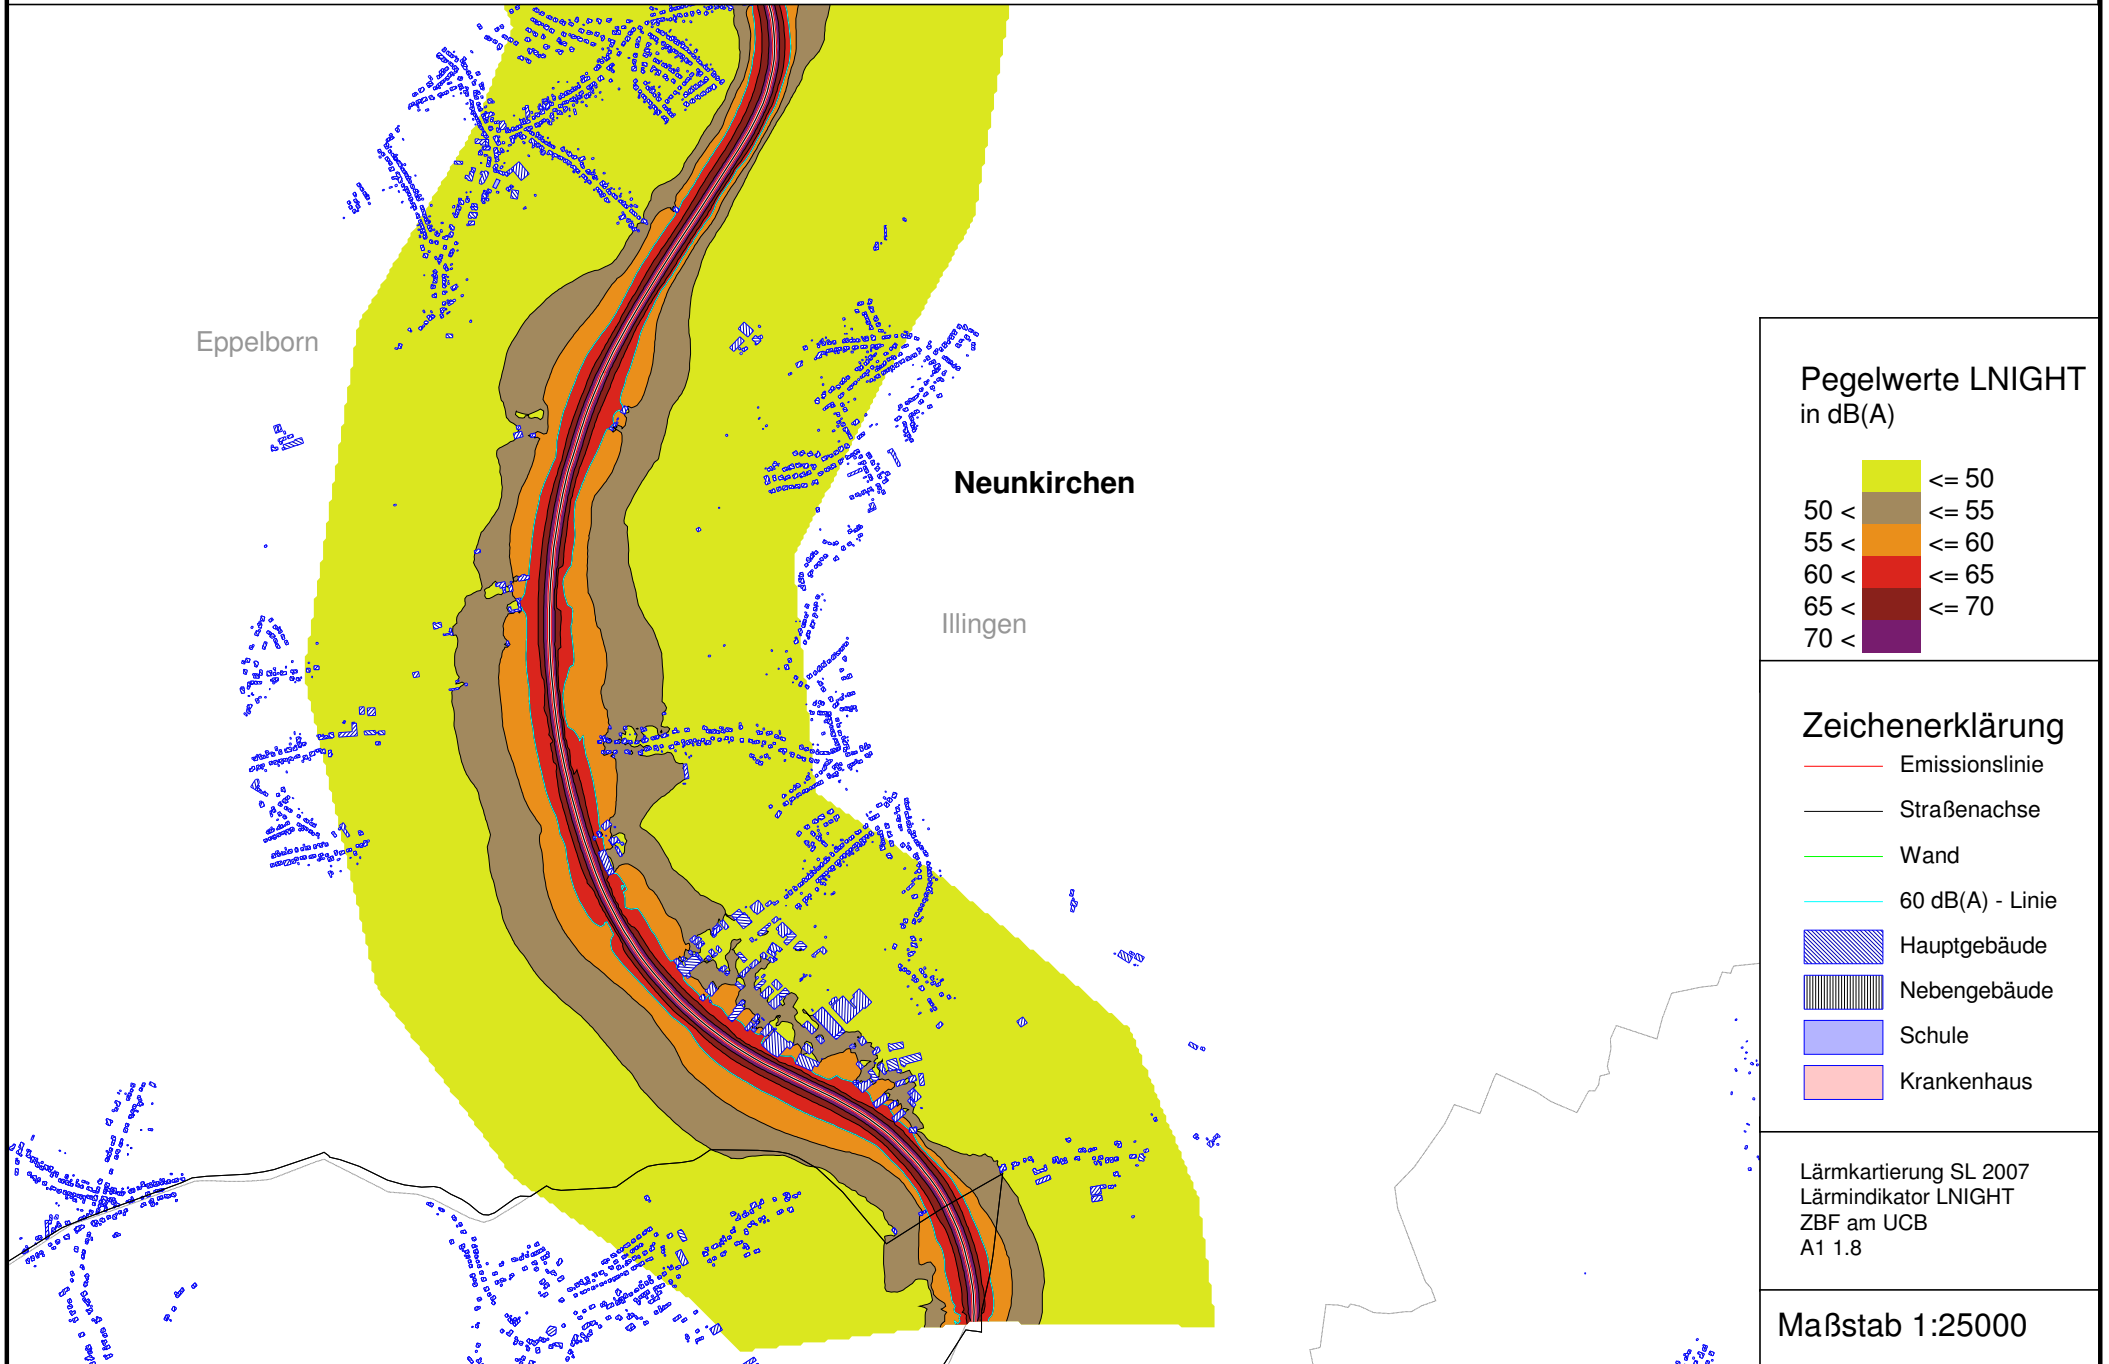 Eppelborn
Neunkirchen
Illingen
Pegelwerte LNIGHT
in dB(A)
<= 50
50 < <= 55
55 < <= 60
60 < <= 65
65 < <= 70
70 <
Zeichenerklärung
Emissionslinie
Straßenachse
Wand
60 dB(A) - Linie
Hauptgebäude
Nebengebäude
Schule
Krankenhaus
Lärmkartierung SL 2007
Lärmindikator LNIGHT
ZBF am UCB
A1 1.8
Maßstab 1:25000